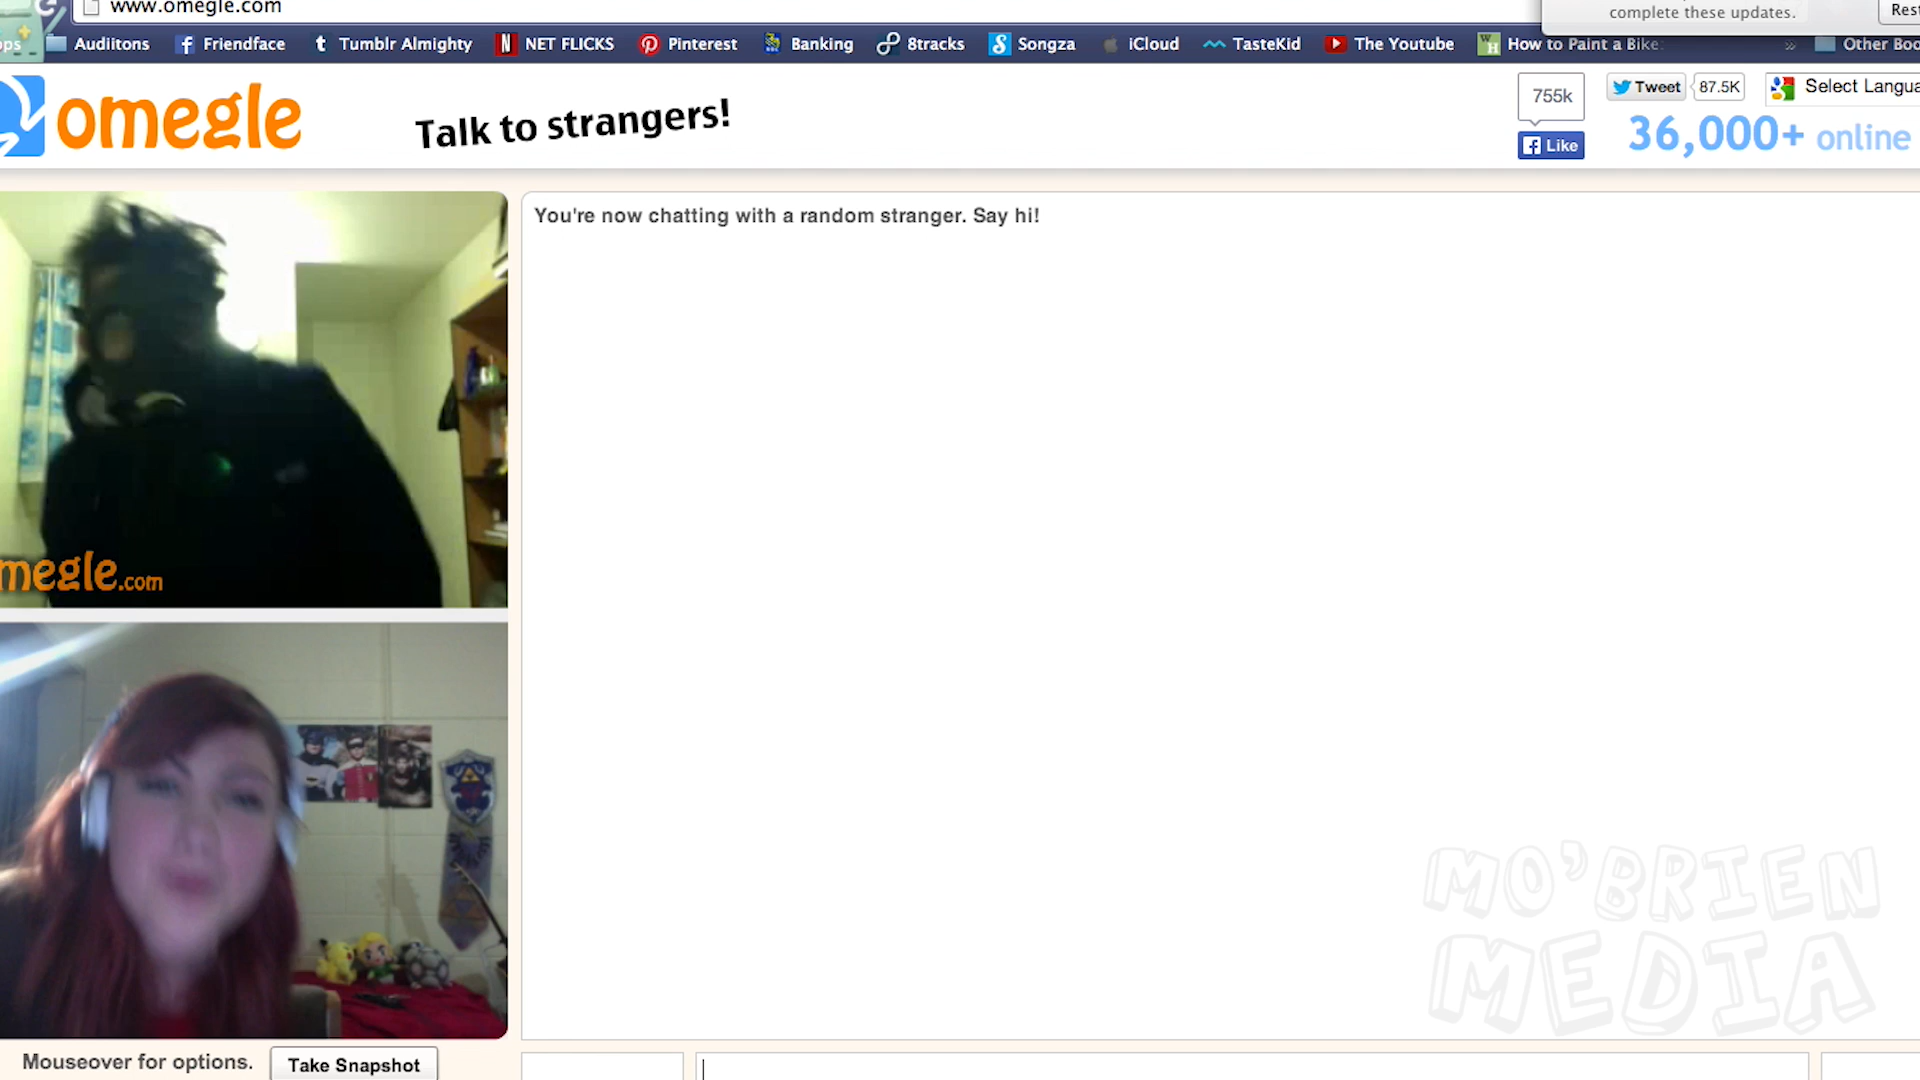 www.omegle.com
complete these updates.
Rest
ops
Audiitons
Friendface
Tumblr Almighty
NET FLICKS
Pinterest
Banking
8tracks
Songza
iCloud
TasteKid
The Youtube
How to Paint a Bike
»
Other Boo
omegle
Talk to strangers!
755k
Like
Tweet
87.5K
Select Langua
36,000+ online
You're now chatting with a random stranger. Say hi!
megle.com
MO'BRIEN
MEDIA
Mouseover for options.
Take Snapshot